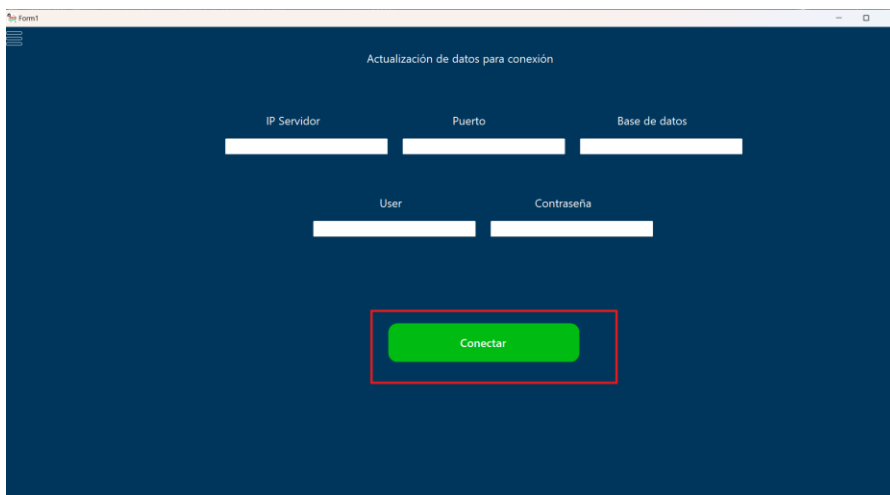 Form1
Actualización de datos para conexión
IP Servidor Puerto Base de datos
User Contraseña
Conectar